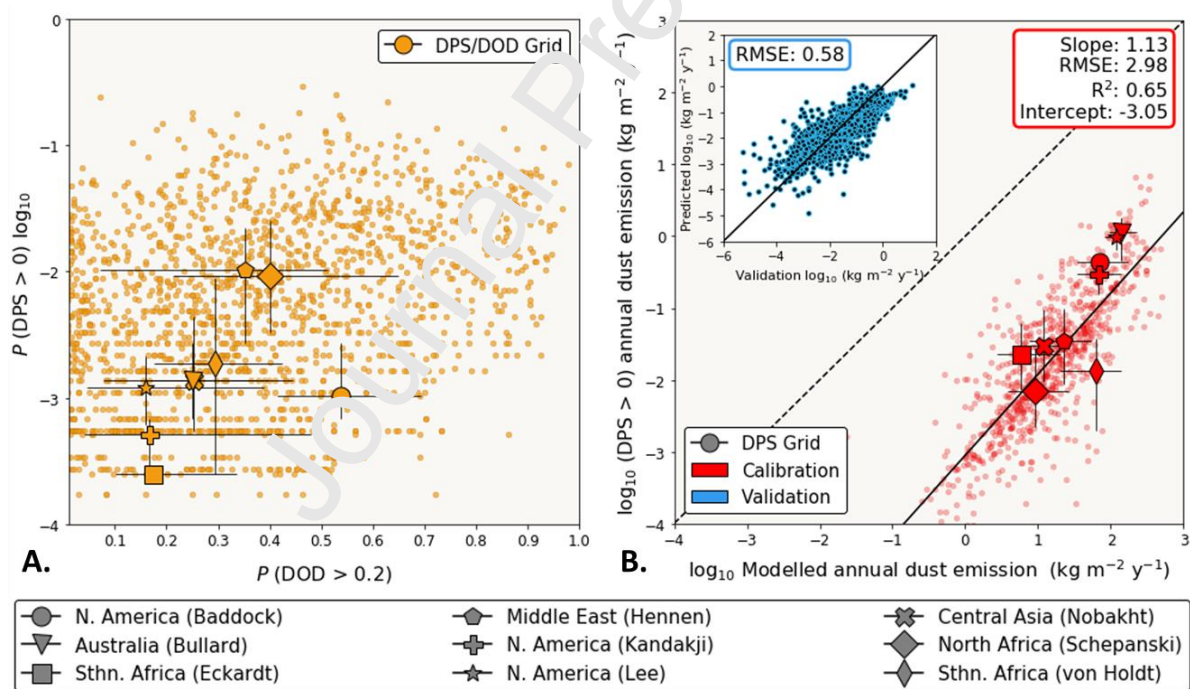 DPS/DOD Grid
P (DPS > 0) log10
0
−1
−2
−3
−4
0.1 0.2 0.3 0.4 0.5 0.6 0.7 0.8 0.9 1.0
P (DOD > 0.2)
A.
Journal Pre
log10 (DPS > 0) annual dust emission (kg m−2 y−1)
3
2
1
0
−1
−2
−3
−4
−4 −3 −2 −1 0 1 2 3
log10 Modelled annual dust emission (kg m−2 y−1)
B.
RMSE: 0.58
Predicted log10 (kg m−2 y−1)
2
1
0
−1
−2
−3
−4
−5
−6
−6 −4 −2 0 2
Validation log10 (kg m−2 y−1)
Slope: 1.13
RMSE: 2.98
R2: 0.65
Intercept: -3.05
DPS Grid
Calibration
Validation
N. America (Baddock)
Australia (Bullard)
Sthn. Africa (Eckardt)
Middle East (Hennen)
N. America (Kandakji)
N. America (Lee)
Central Asia (Nobakht)
North Africa (Schepanski)
Sthn. Africa (von Holdt)